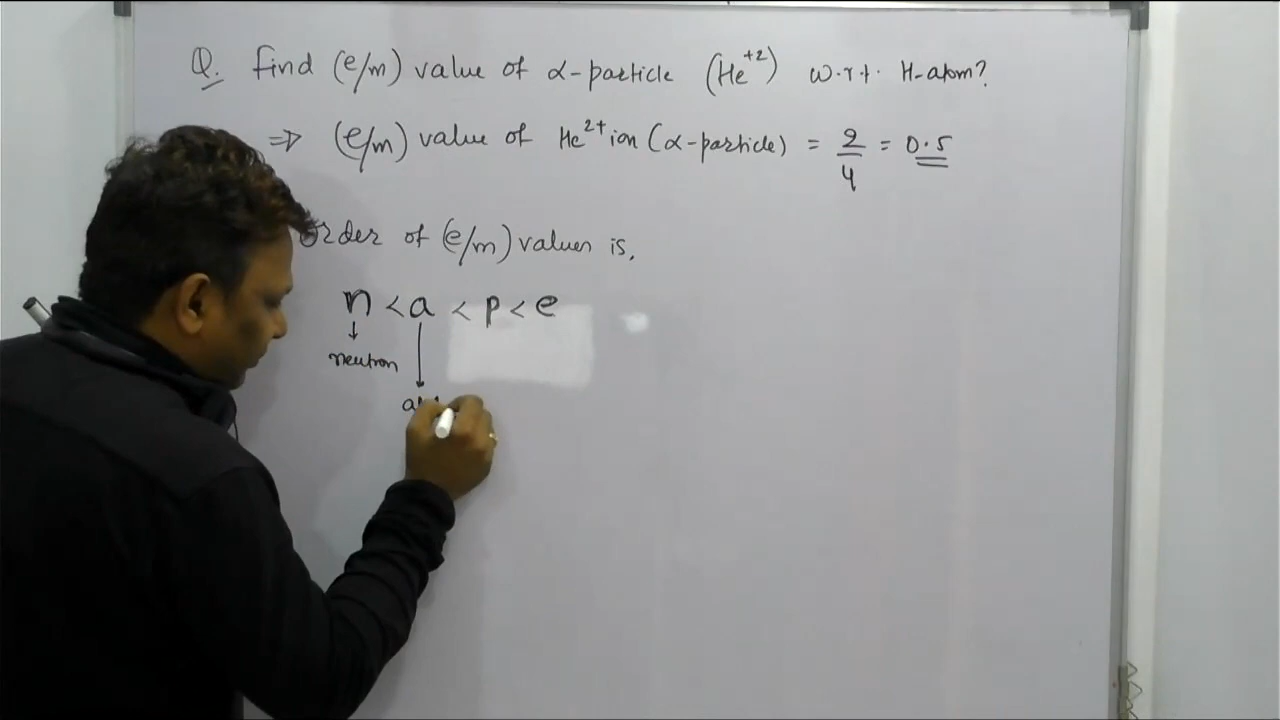 Q. Find (e/m) value of α-particle (He⁺²) w.r.t. H-atom?
⇒ (e/m) value of He²⁺ ion (α-particle) = 2/4 = 0.5
Order of (e/m) values is,
n < a < p < e
neutron